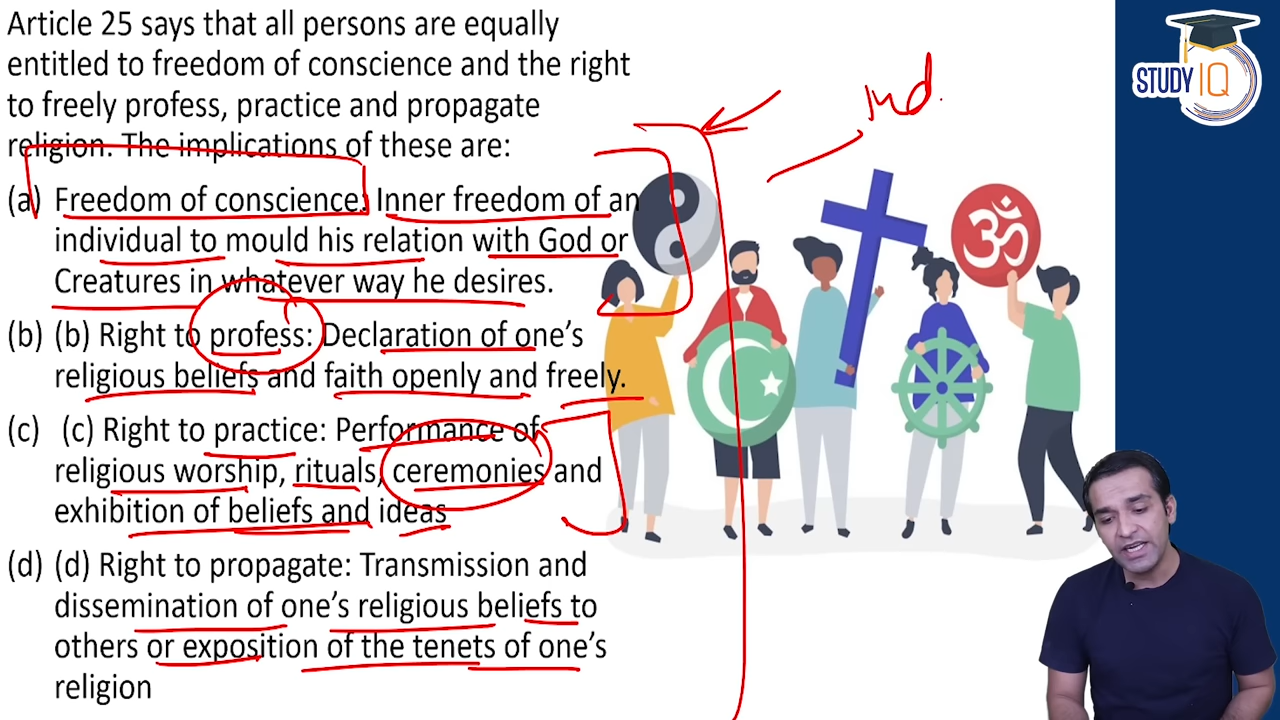 Article 25 says that all persons are equally
entitled to freedom of conscience and the right
to freely profess, practice and propagate
religion. The implications of these are:
(a) Freedom of conscience: Inner freedom of an
individual to mould his relation with God or
Creatures in whatever way he desires.
(b) (b) Right to profess: Declaration of one's
religious beliefs and faith openly and freely.
(c) (c) Right to practice: Performance of
religious worship, rituals, ceremonies and
exhibition of beliefs and ideas
(d) (d) Right to propagate: Transmission and
dissemination of one's religious beliefs to
others or exposition of the tenets of one's
religion
ॐ
STUDY IQ